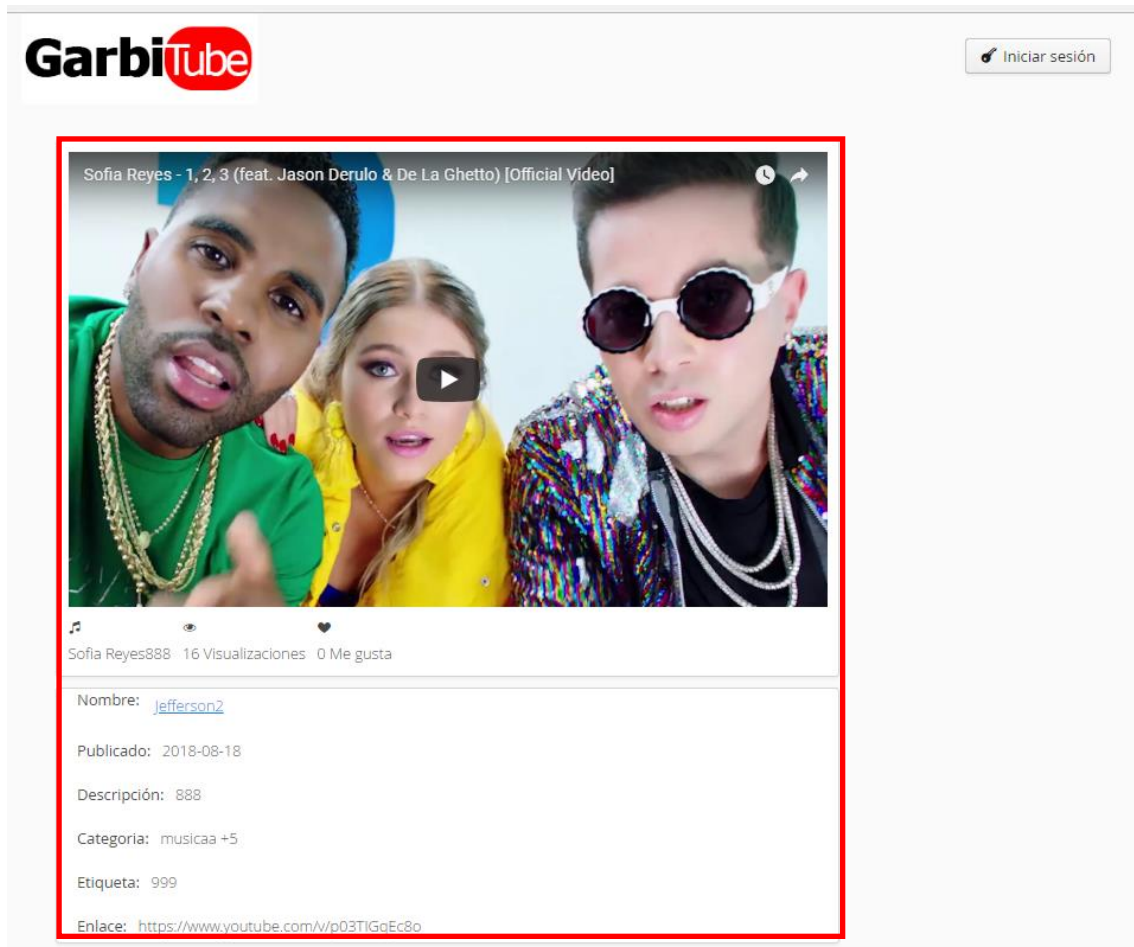 GarbiTube
Iniciar sesión
Sofia Reyes - 1, 2, 3 (feat. Jason Derulo & De La Ghetto) [Official Video]
Sofia Reyes888 16 Visualizaciones 0 Me gusta
Nombre: Jefferson2
Publicado: 2018-08-18
Descripción: 888
Categoria: musicaa +5
Etiqueta: 999
Enlace: https://www.youtube.com/v/p03TIGqEc8o